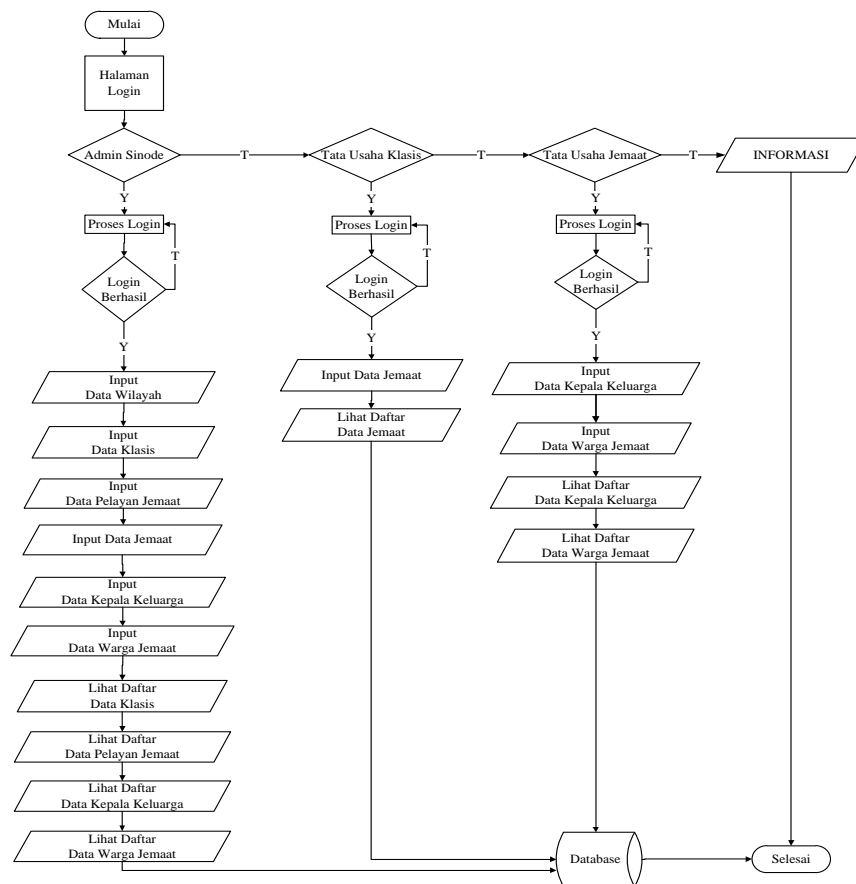 Mulai
Halaman
Login
Admin Sinode
T
Tata Usaha Klasis
T
Tata Usaha Jemaat
T
INFORMASI
Y
Proses Login
T
Login
Berhasil
Y
Input
Data Wilayah
Input
Data Klasis
Input
Data Pelayan Jemaat
Input Data Jemaat
Input
Data Kepala Keluarga
Input
Data Warga Jemaat
Lihat Daftar
Data Klasis
Lihat Daftar
Data Pelayan Jemaat
Lihat Daftar
Data Kepala Keluarga
Lihat Daftar
Data Warga Jemaat
Y
Proses Login
T
Login
Berhasil
Y
Input Data Jemaat
Lihat Daftar
Data Jemaat
Y
Proses Login
T
Login
Berhasil
Y
Input
Data Kepala Keluarga
Input
Data Warga Jemaat
Lihat Daftar
Data Kepala Keluarga
Lihat Daftar
Data Warga Jemaat
Database
Selesai